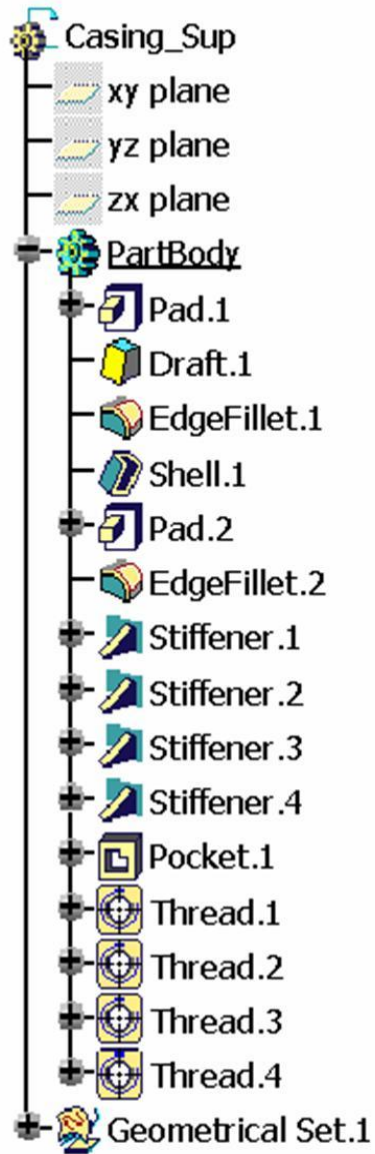 Casing_Sup
xy plane
yz plane
zx plane
PartBody
Pad.1
Draft.1
EdgeFillet.1
Shell.1
Pad.2
EdgeFillet.2
Stiffener.1
Stiffener.2
Stiffener.3
Stiffener.4
Pocket.1
Thread.1
Thread.2
Thread.3
Thread.4
Geometrical Set.1